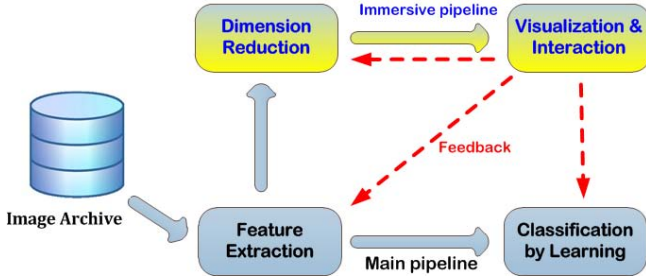 Dimension
Reduction
Immersive pipeline
Visualization &
Interaction
Feedback
Image Archive
Feature
Extraction
Main pipeline
Classification
by Learning